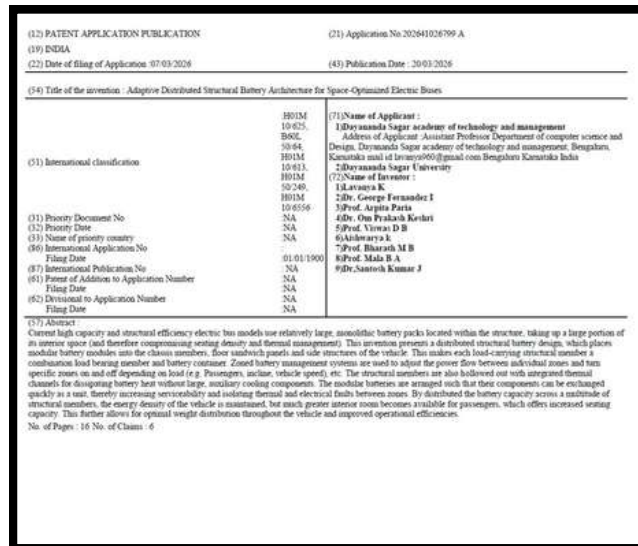 (12) PATENT APPLICATION PUBLICATION
(21) Application No.202641026799 A
(19) INDIA
(22) Date of filing of Application :07/03/2026
(43) Publication Date : 20/03/2026
(54) Title of the invention : Adaptive Distributed Structural Battery Architecture for Space-Optimized Electric Buses
(51) International classification
:H01M
10/625,
B60L
50/64,
H01M
10/613,
H01M
50/249,
H01M
10/6556
(31) Priority Document No :NA
(32) Priority Date :NA
(33) Name of priority country :NA
(86) International Application No :
Filing Date :01/01/1900
(87) International Publication No : NA
(61) Patent of Addition to Application Number :NA
Filing Date :NA
(62) Divisional to Application Number :NA
Filing Date :NA
(71)Name of Applicant :
1)Dayananda Sagar academy of technology and management
Address of Applicant :Assistant Professor Department of computer science and
Design, Dayananda Sagar academy of technology and management, Bengaluru,
Karnataka mail id lavanya960@gmail.com Bengaluru Karnataka India
2)Dayananda Sagar University
(72)Name of Inventor :
1)Lavanya K
2)Dr. George Fernandez I
3)Prof. Arpita Paria
4)Dr. Om Prakash Keshri
5)Prof. Viswas D B
6)Aishwarya k
7)Prof. Bharath M B
8)Prof. Mala B A
9)Dr.Santosh Kumar J
(57) Abstract :
Current high capacity and structural efficiency electric bus models use relatively large, monolithic battery packs located within the structure, taking up a large portion of
its interior space (and therefore compromising seating density and thermal management). This invention presents a distributed structural battery design, which places
modular battery modules into the chassis members, floor sandwich panels and side structures of the vehicle. This makes each load-carrying structural member a
combination load bearing member and battery container. Zoned battery management systems are used to adjust the power flow between individual zones and turn
specific zones on and off depending on load (e.g. Passengers, incline, vehicle speed), etc. The structural members are also hollowed out with integrated thermal
channels for dissipating battery heat without large, auxiliary cooling components. The modular batteries are arranged such that their components can be exchanged
quickly as a unit, thereby increasing serviceability and isolating thermal and electrical faults between zones. By distributed the battery capacity across a multitude of
structural members, the energy density of the vehicle is maintained, but much greater interior room becomes available for passengers, which offers increased seating
capacity. This further allows for optimal weight distribution throughout the vehicle and improved operational efficiencies.
No. of Pages : 16 No. of Claims : 6